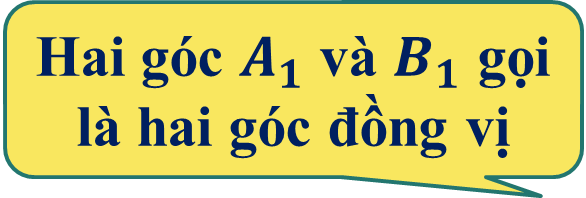 Hai góc A₁ và B₁ gọi
là hai góc đồng vị